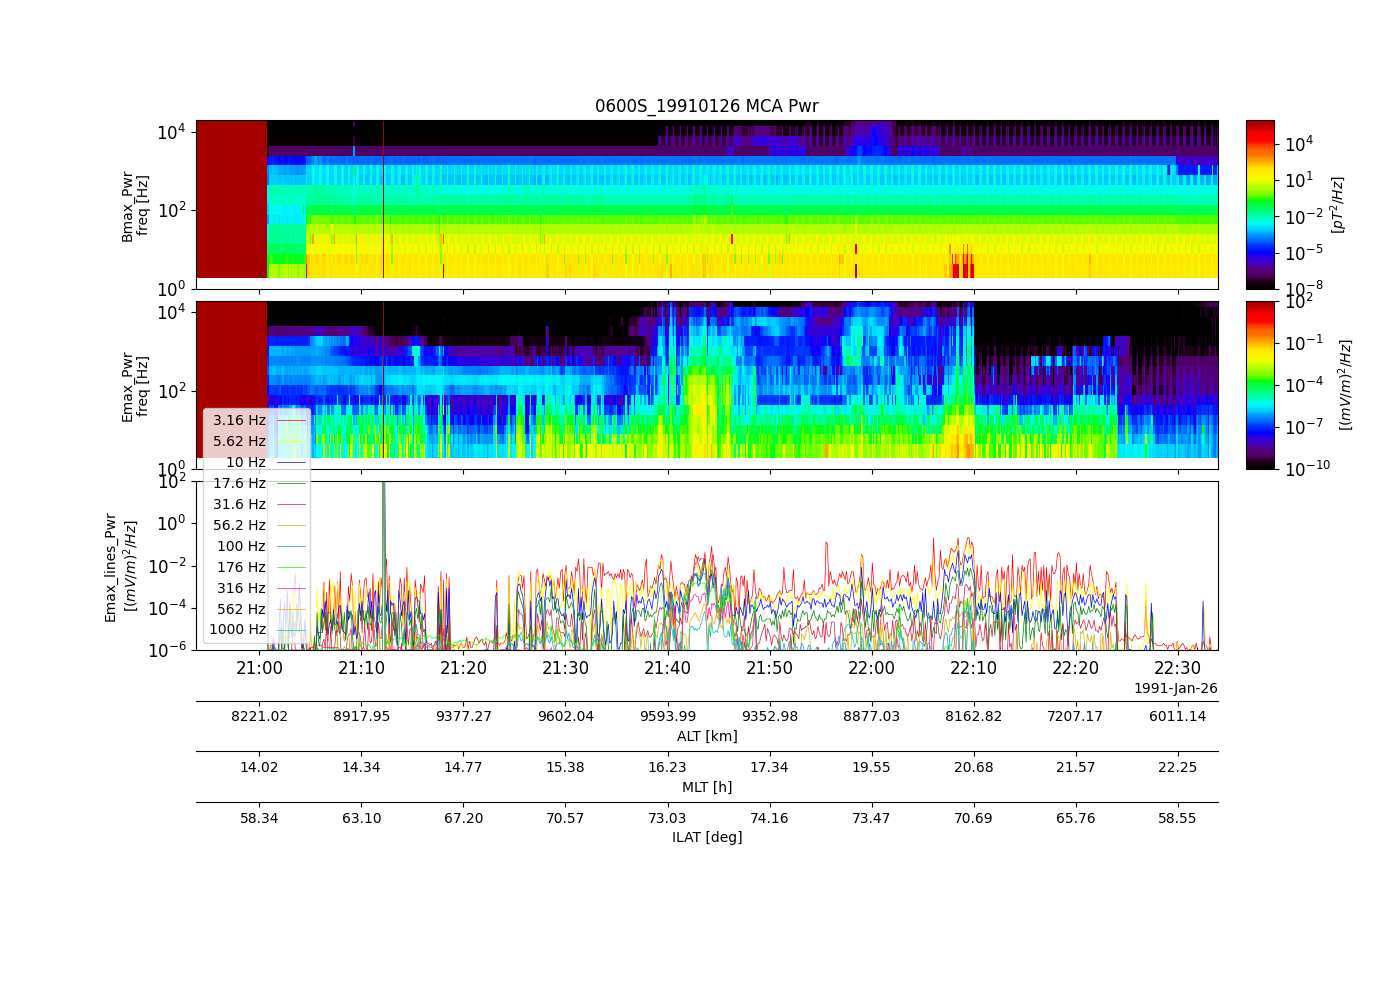 0600S_19910126 MCA Pwr
Bmax_Pwr
freq [Hz]
10^4
10^2
10^0
10^4
10^1
10^-2
10^-5
10^-8
[pT^2/Hz]
Emax_Pwr
freq [Hz]
10^4
10^2
10^0
10^2
10^-1
10^-4
10^-7
10^-10
[(mV/m)^2/Hz]
Emax_lines_Pwr
[(mV/m)^2/Hz]
10^2
10^0
10^-2
10^-4
10^-6
3.16 Hz
5.62 Hz
10 Hz
17.6 Hz
31.6 Hz
56.2 Hz
100 Hz
176 Hz
316 Hz
562 Hz
1000 Hz
21:00 21:10 21:20 21:30 21:40 21:50 22:00 22:10 22:20 22:30
1991-Jan-26
8221.02 8917.95 9377.27 9602.04 9593.99 9352.98 8877.03 8162.82 7207.17 6011.14
ALT [km]
14.02 14.34 14.77 15.38 16.23 17.34 19.55 20.68 21.57 22.25
MLT [h]
58.34 63.10 67.20 70.57 73.03 74.16 73.47 70.69 65.76 58.55
ILAT [deg]